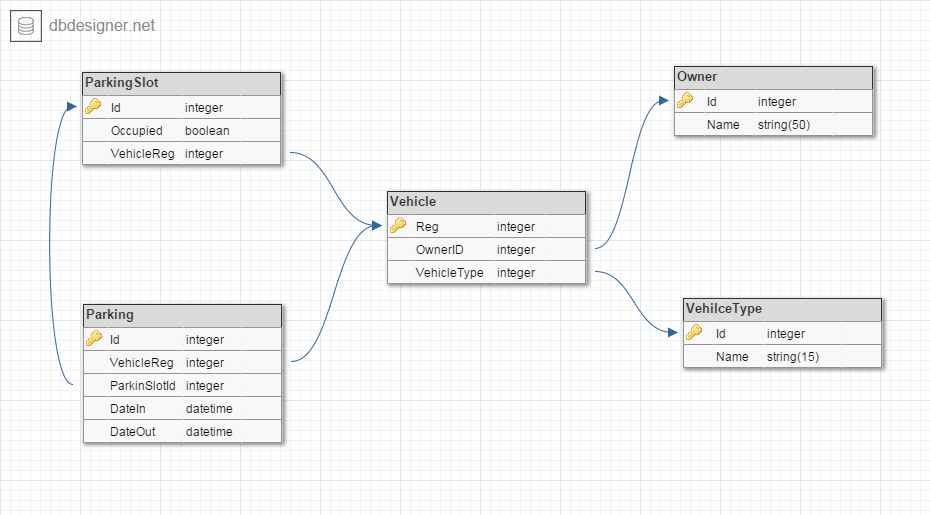 dbdesigner.net
ParkingSlot
Id integer
Occupied boolean
VehicleReg integer
Owner
Id integer
Name string(50)
Vehicle
Reg integer
OwnerID integer
VehicleType integer
Parking
Id integer
VehicleReg integer
ParkinSlotId integer
DateIn datetime
DateOut datetime
VehilceType
Id integer
Name string(15)